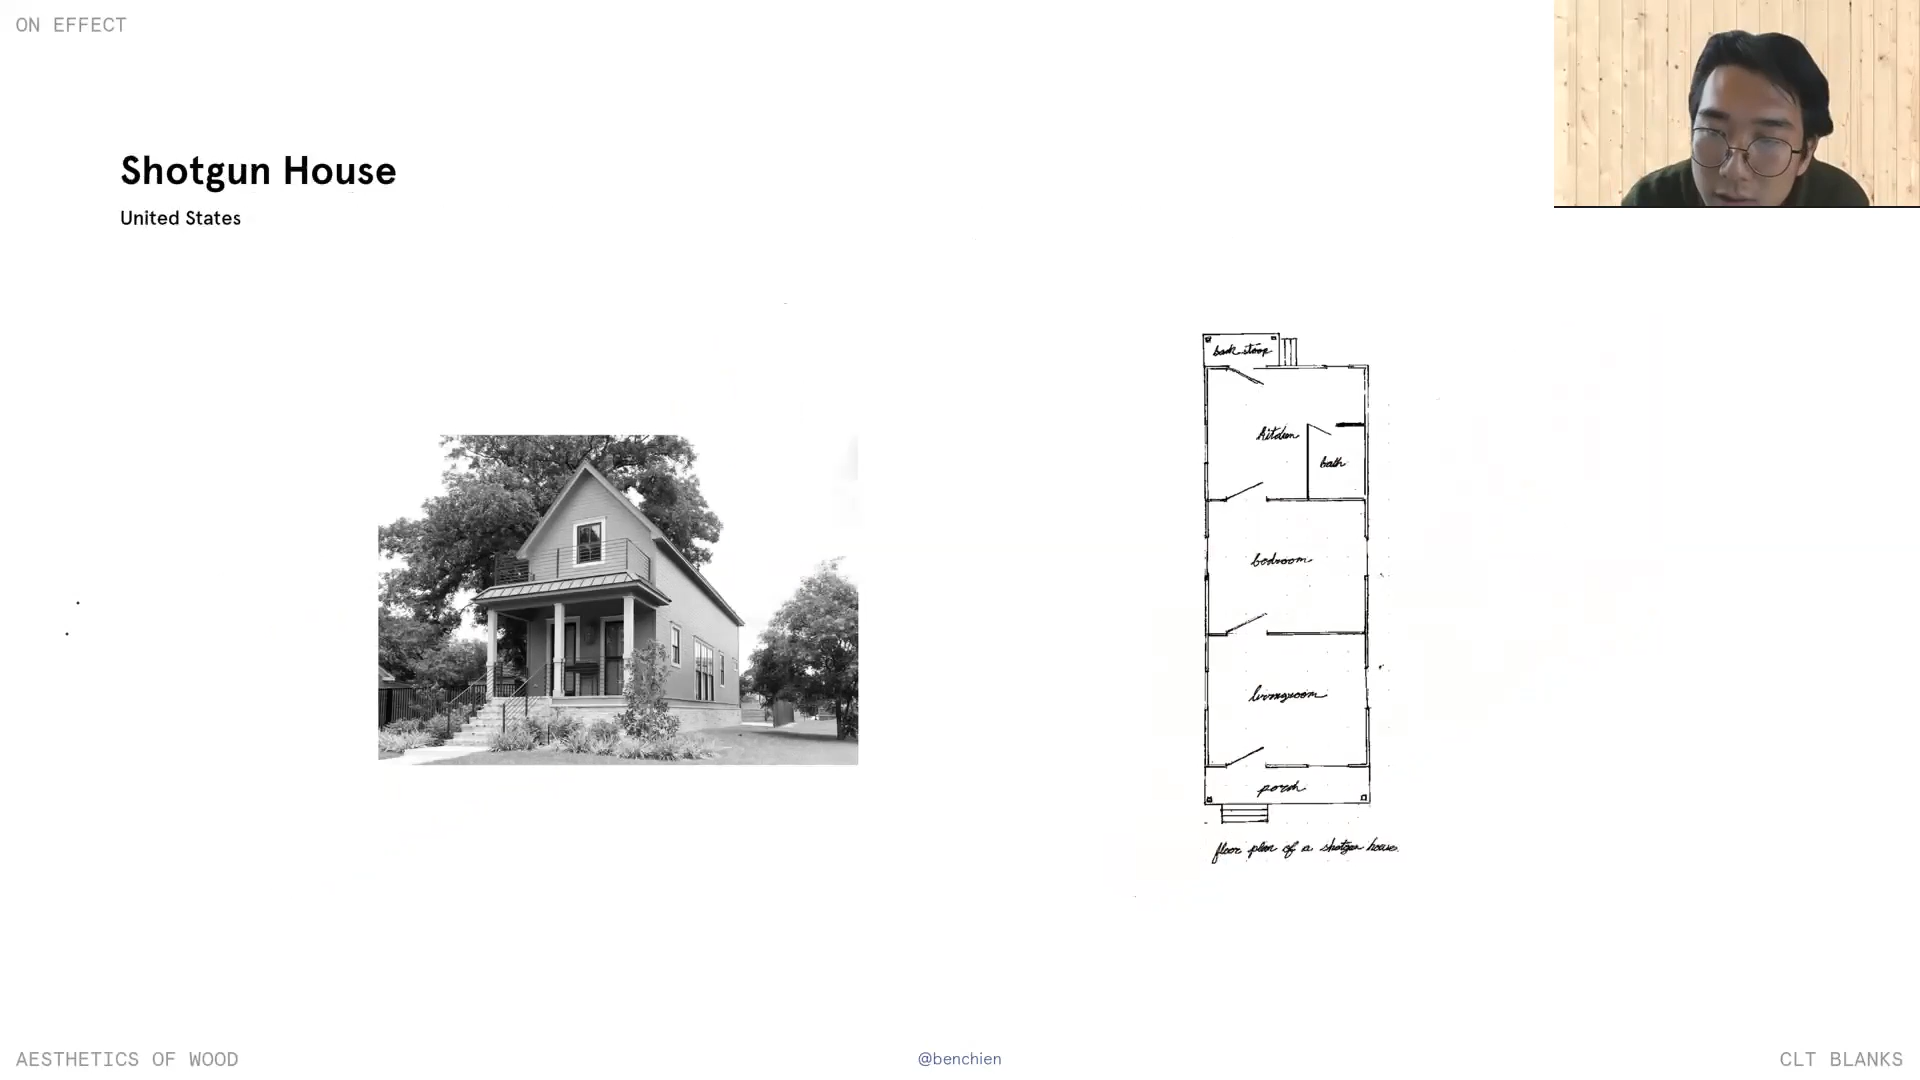 ON EFFECT
Shotgun House
United States
back stoop
kitchen
bath
bedroom
livingroom
porch
floor plan of a shotgun house.
AESTHETICS OF WOOD
@benchien
CLT BLANKS